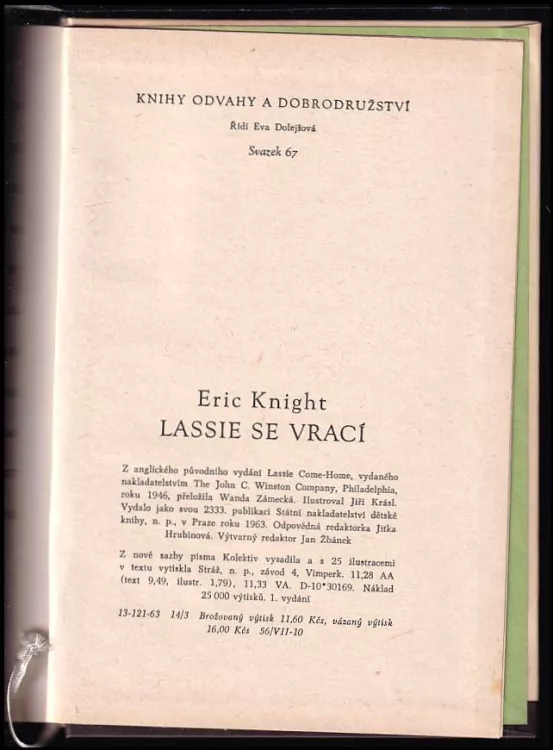 KNIHY ODVAHY A DOBRODRUŽSTVÍ
Řídí Eva Dolejšová
Svazek 67
Eric Knight
LASSIE SE VRACÍ
Z anglického původního vydání Lassie Come-Home, vydaného
nakladatelstvím The John C. Winston Company, Philadelphia,
roku 1946, přeložila Wanda Zámecká. Ilustroval Jiří Krásl.
Vydalo jako svou 2333. publikaci Státní nakladatelství dětské
knihy, n. p., v Praze roku 1963. Odpovědná redaktorka Jitka
Hrubínová. Výtvarný redaktor Jan Žbánek
Z nové sazby písma Kolektiv vysadila a s 25 ilustracemi
v textu vytiskla Stráž, n. p., závod 4, Vimperk. 11,28 AA
(text 9,49, ilustr. 1,79), 11,33 VA. D-10*30169. Náklad
25 000 výtisků. 1. vydání
13-121-63 14/3 Brožovaný výtisk 11,60 Kčs, vázaný výtisk
16,00 Kčs 56/VII-10